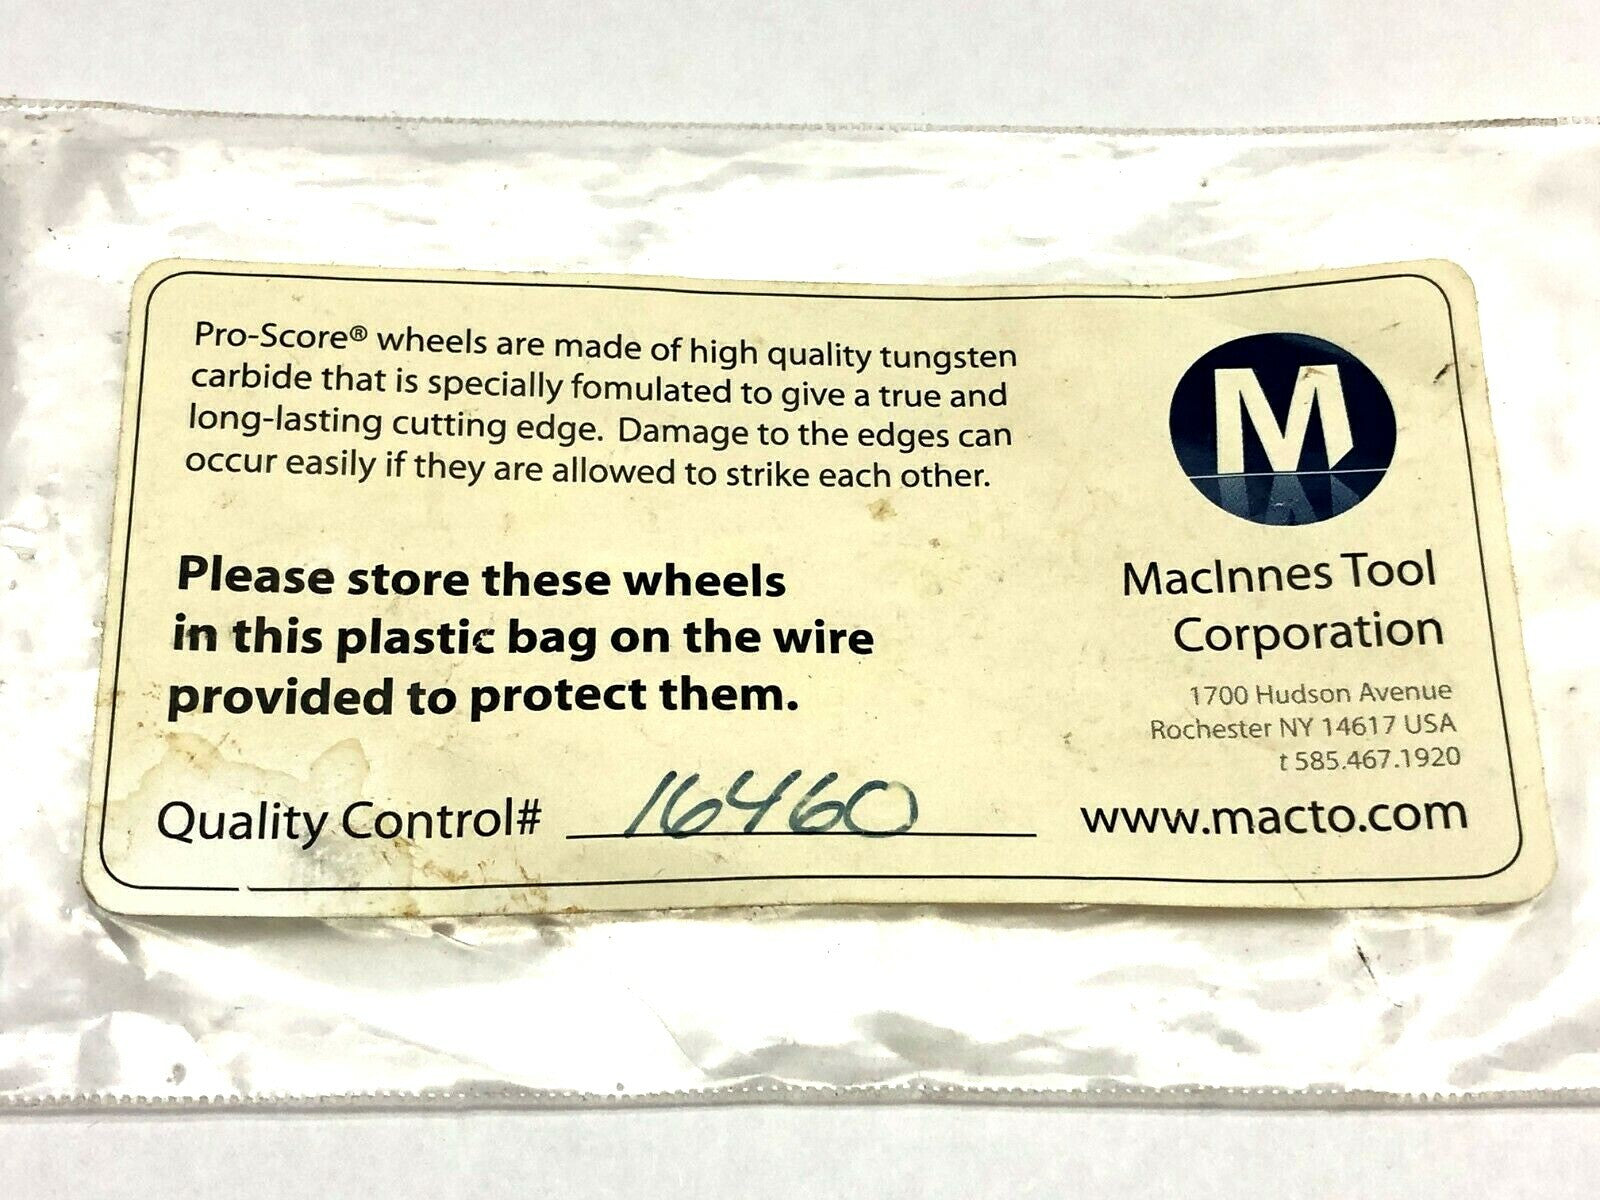 Pro-Score® wheels are made of high quality tungsten
carbide that is specially fomulated to give a true and
long-lasting cutting edge. Damage to the edges can
occur easily if they are allowed to strike each other.
Please store these wheels
in this plastic bag on the wire
provided to protect them.
Quality Control# 16460
M
MacInnes Tool
Corporation
1700 Hudson Avenue
Rochester NY 14617 USA
t 585.467.1920
www.macto.com